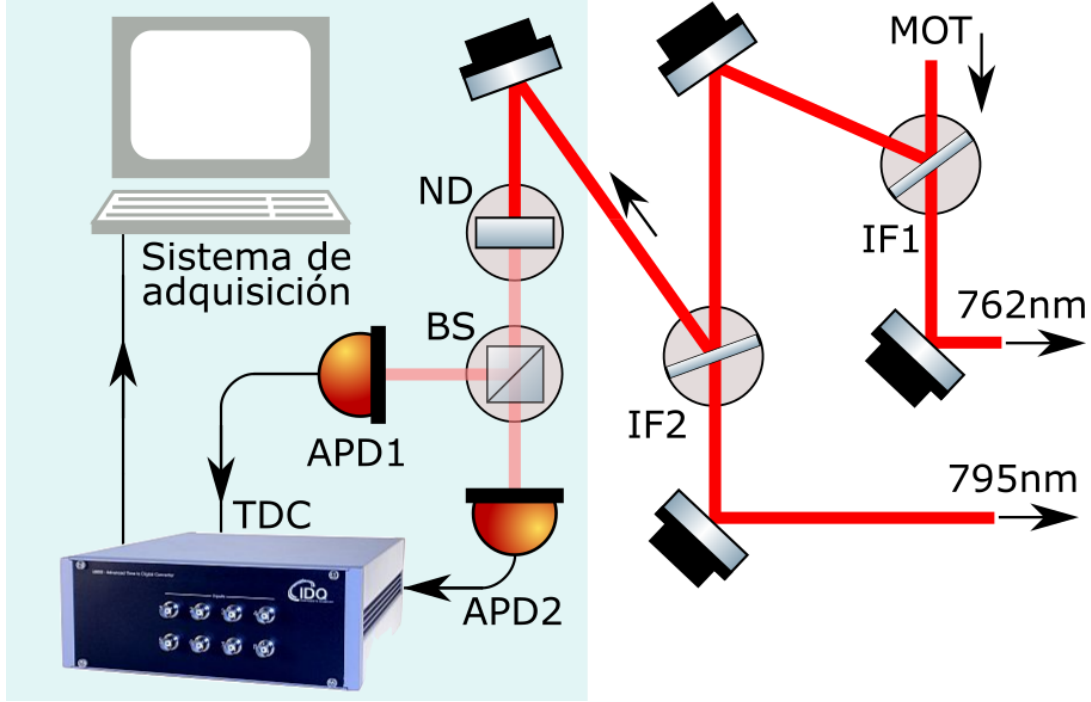 MOT
ND
IF1
Sistema de
adquisición
762nm
BS
IF2
APD1
795nm
TDC
IDQ
APD2